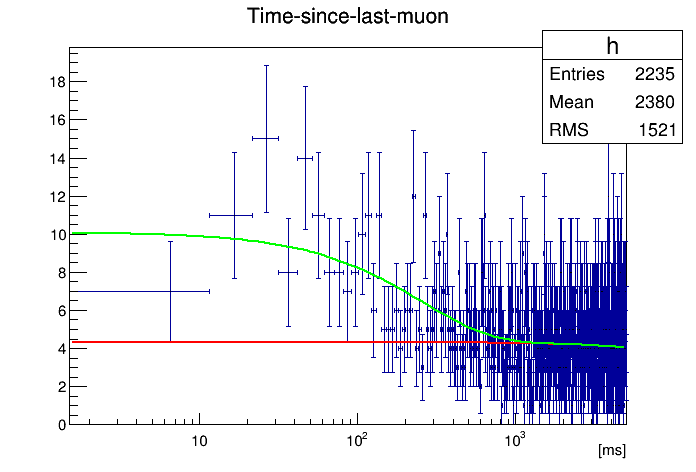 Time-since-last-muon
h
Entries 2235
Mean 2380
RMS 1521
18
16
14
12
10
8
6
4
2
0
10
10²
10³
[ms]